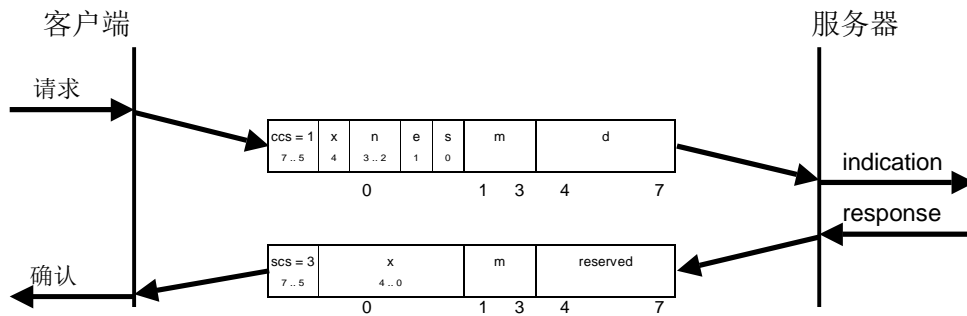 客户端 服务器
请求
ccs = 1 x n e s m d
7 .. 5 4 3 .. 2 1 0
indication
0 1 3 4 7
response
scs = 3 x m reserved
确认
7 .. 5 4 .. 0
0 1 3 4 7